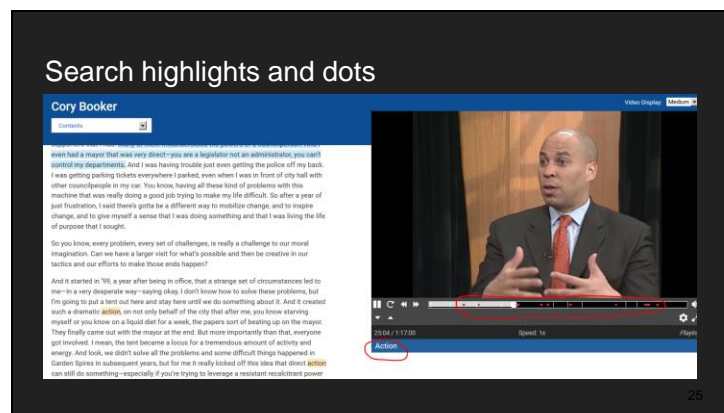 Search highlights and dots
Cory Booker
Contents
Video Display: Medium
even had a mayor that was very direct—you are a legislator not an administrator, you can't
control my departments. And I was having trouble just even getting the police off my back.
I was getting parking tickets everywhere I parked, even when I was in front of city hall with
other councilpeople in my car. You know, having all these kind of problems with this
machine that was really doing a good job trying to make my life difficult. So after a year of
just frustration, I said there's gotta be a different way to mobilize change, and to inspire
change, and to give myself a sense that I was doing something and that I was living the life
of purpose that I sought.
So you know, every problem, every set of challenges, is really a challenge to our moral
imagination. Can we have a larger visit for what's possible and then be creative in our
tactics and our efforts to make those ends happen?
And it started in '99, a year after being in office, that a strange set of circumstances led to
me—in a very desperate way—saying okay, I don't know how to solve these problems, but
I'm going to put a tent out here and stay here until we do something about it. And it created
such a dramatic action, on not only behalf of the city that after me, you know starving
myself or you know on a liquid diet for a week, the papers sort of beating up on the mayor.
They finally came out with the mayor at the end. But more importantly than that, everyone
got involved. I mean, the tent became a locus for a tremendous amount of activity and
energy. And look, we didn't solve all the problems and some difficult things happened in
Garden Spires in subsequent years, but for me it really kicked off this idea that direct action
can still do something—especially if you're trying to leverage a resistant recalcitrant power
25:04 / 1:17:00
Speed: 1x
Playin
Action
25